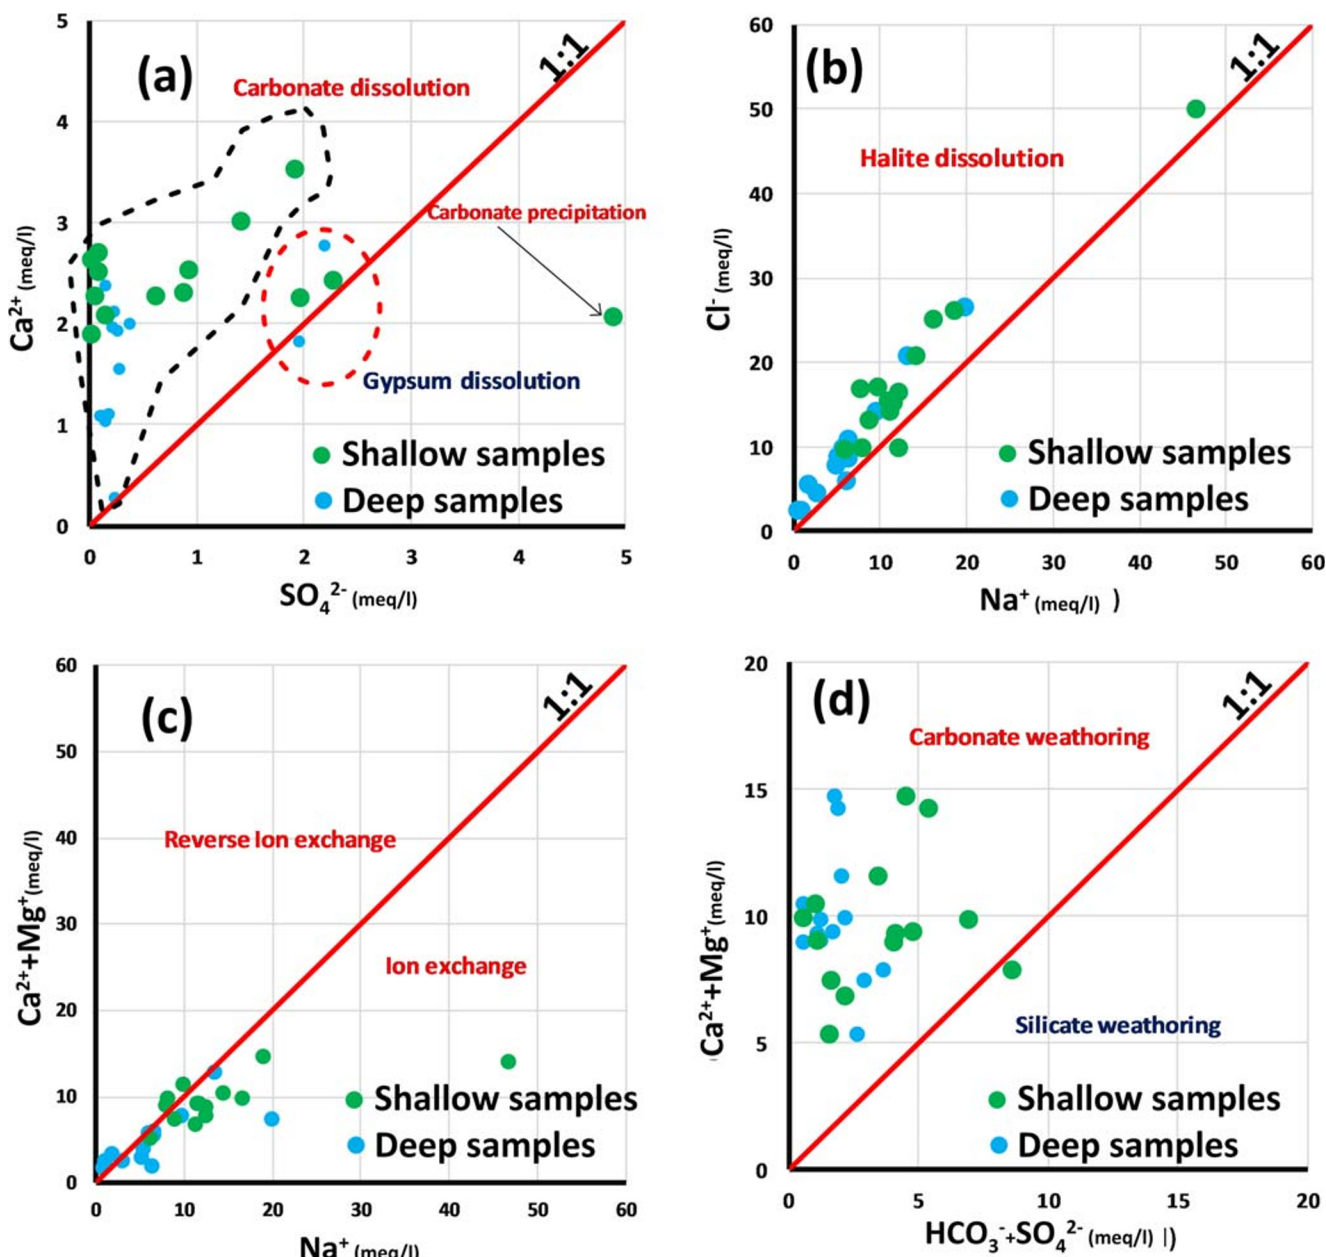 (a)
1:1
Carbonate dissolution
Carbonate precipitation
Gypsum dissolution
Shallow samples
Deep samples
Ca²⁺ (meq/l)
5
4
3
2
1
0
0 1 2 3 4 5
SO₄²⁻ (meq/l)
(b)
1:1
Halite dissolution
Shallow samples
Deep samples
Cl⁻ (meq/l)
60
50
40
30
20
10
0
0 10 20 30 40 50 60
Na⁺ (meq/l) )
(c)
1:1
Reverse Ion exchange
Ion exchange
Shallow samples
Deep samples
Ca²⁺+Mg⁺(meq/l)
60
50
40
30
20
10
0
0 10 20 30 40 50 60
Na⁺ (meq/l)
(d)
1:1
Carbonate weathoring
Silicate weathoring
Shallow samples
Deep samples
Ca²⁺+Mg⁺(meq/l)
20
15
10
5
0
0 5 10 15 20
HCO₃⁻+SO₄²⁻ (meq/l) |)